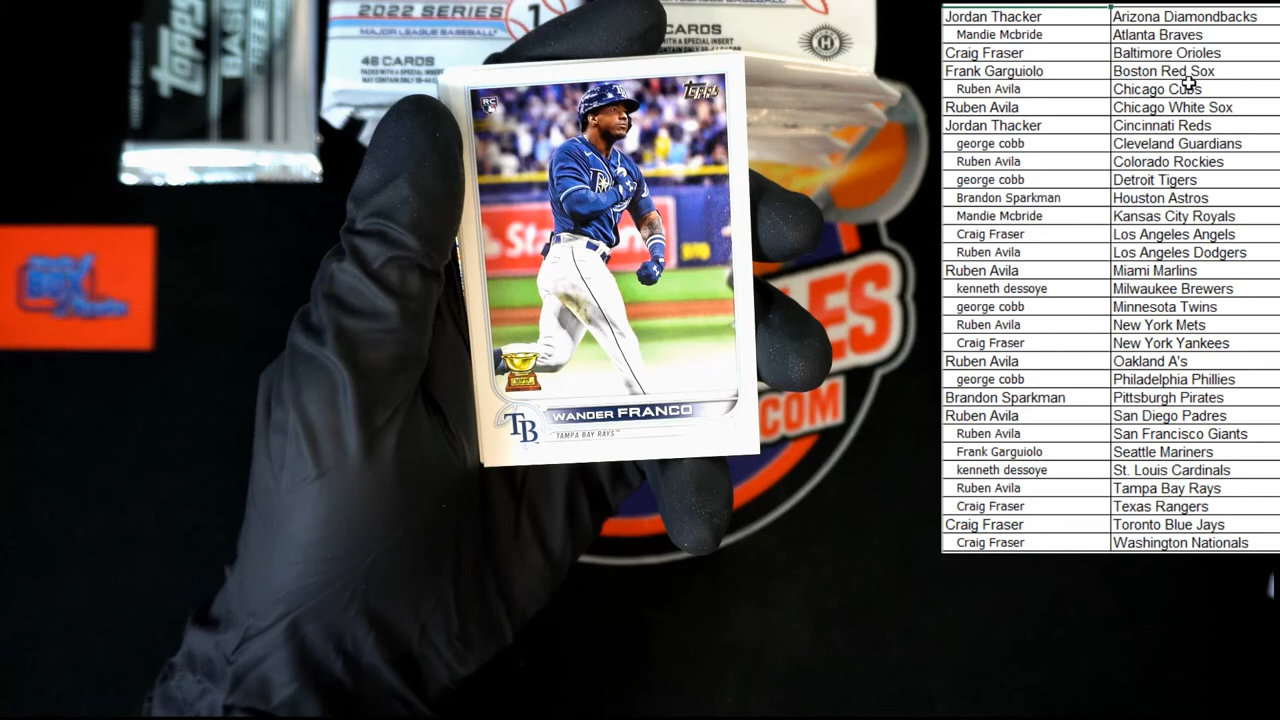 TOPPS
2022 SERIES 1
MAJOR LEAGUE BASEBALL
46 CARDS
CARDS
H
RC
Topps
TB
WANDER FRANCO
TAMPA BAY RAYS™
BOX
LES
.COM
Jordan Thacker Arizona Diamondbacks
Mandie Mcbride Atlanta Braves
Craig Fraser Baltimore Orioles
Frank Garguiolo Boston Red Sox
Ruben Avila Chicago Cubs
Ruben Avila Chicago White Sox
Jordan Thacker Cincinnati Reds
george cobb Cleveland Guardians
Ruben Avila Colorado Rockies
george cobb Detroit Tigers
Brandon Sparkman Houston Astros
Mandie Mcbride Kansas City Royals
Craig Fraser Los Angeles Angels
Ruben Avila Los Angeles Dodgers
Ruben Avila Miami Marlins
kenneth dessoye Milwaukee Brewers
george cobb Minnesota Twins
Ruben Avila New York Mets
Craig Fraser New York Yankees
Ruben Avila Oakland A's
george cobb Philadelphia Phillies
Brandon Sparkman Pittsburgh Pirates
Ruben Avila San Diego Padres
Ruben Avila San Francisco Giants
Frank Garguiolo Seattle Mariners
kenneth dessoye St. Louis Cardinals
Ruben Avila Tampa Bay Rays
Craig Fraser Texas Rangers
Craig Fraser Toronto Blue Jays
Craig Fraser Washington Nationals